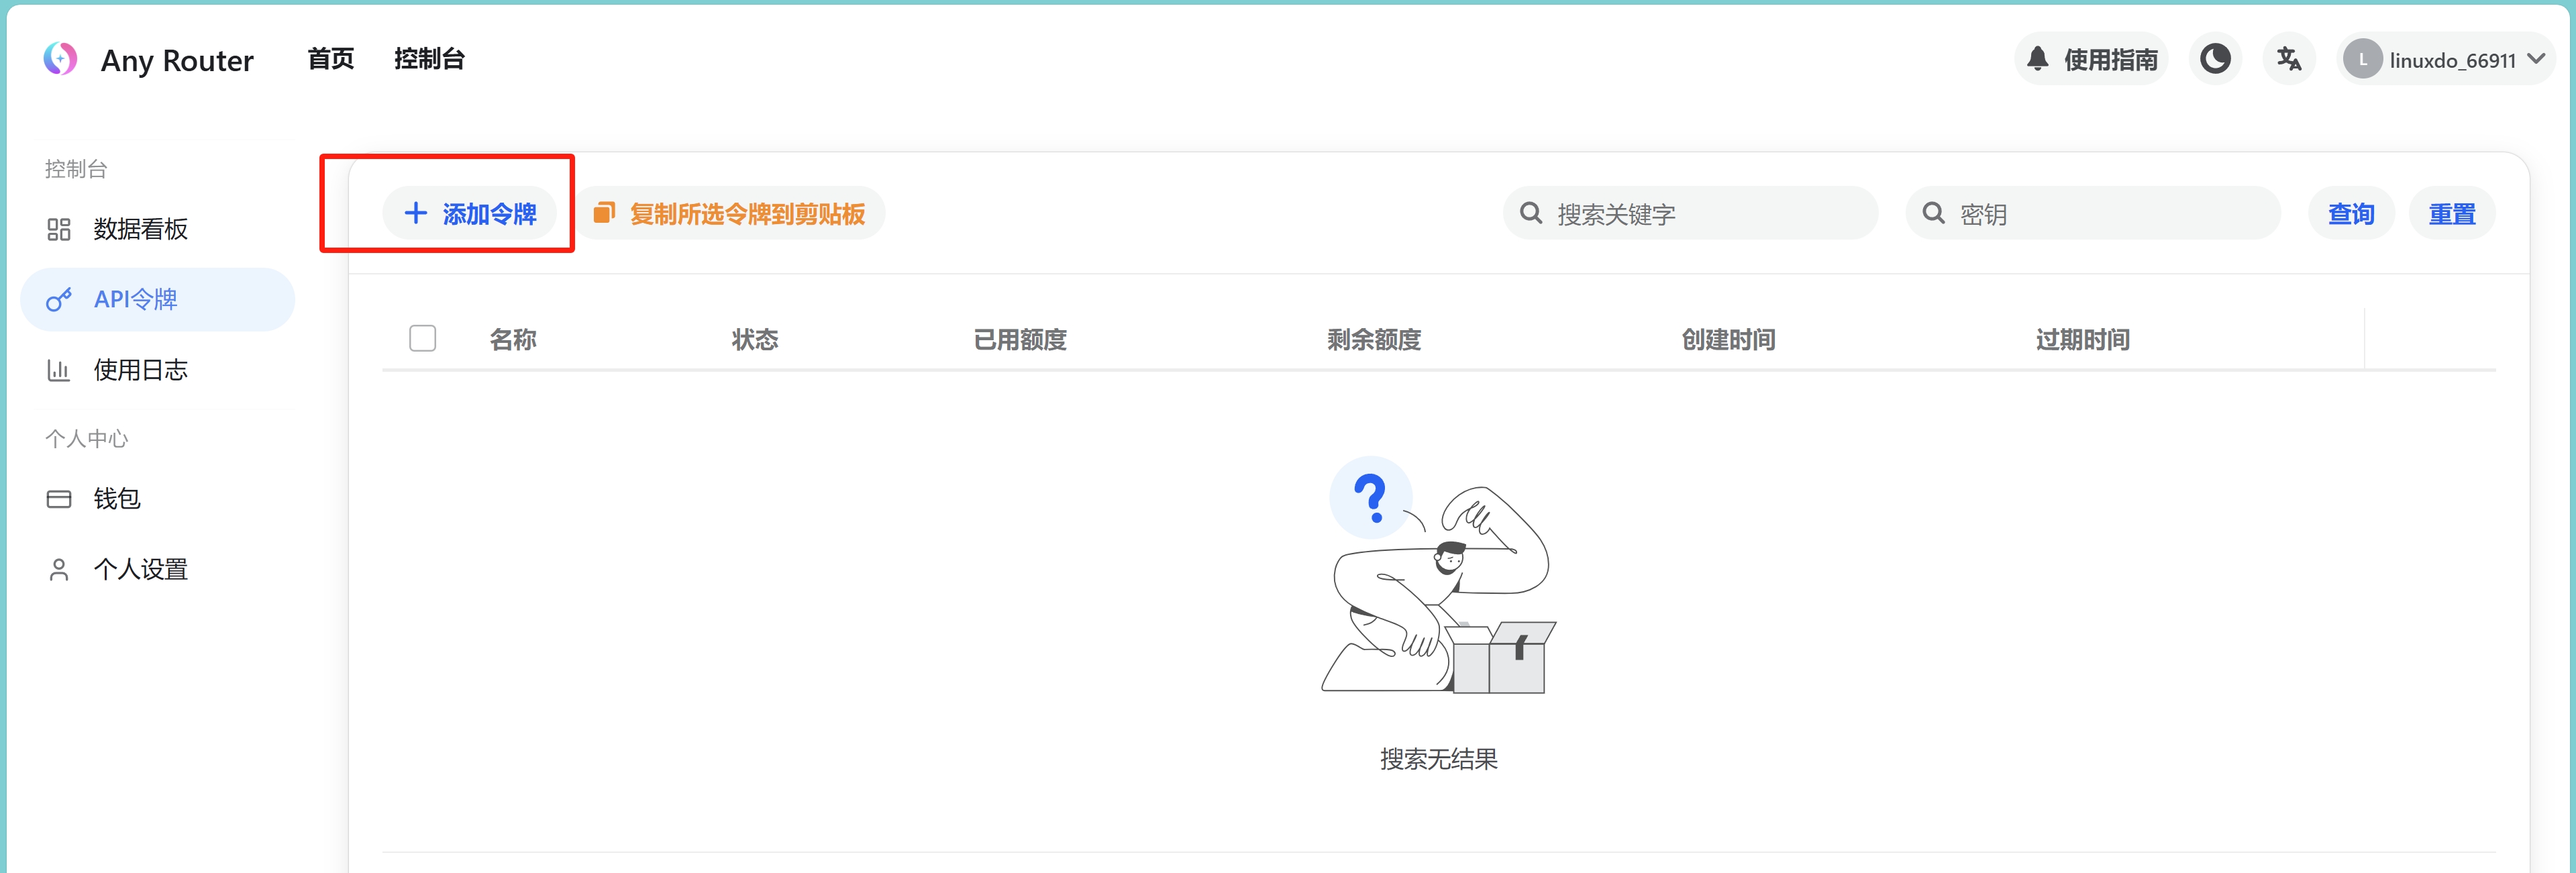 Any Router 首页 控制台 使用指南 L linuxdo_66911
控制台
数据看板
API令牌
使用日志
个人中心
钱包
个人设置
添加令牌 复制所选令牌到剪贴板 搜索关键字 密钥 查询 重置
名称 状态 已用额度 剩余额度 创建时间 过期时间
?
搜索无结果